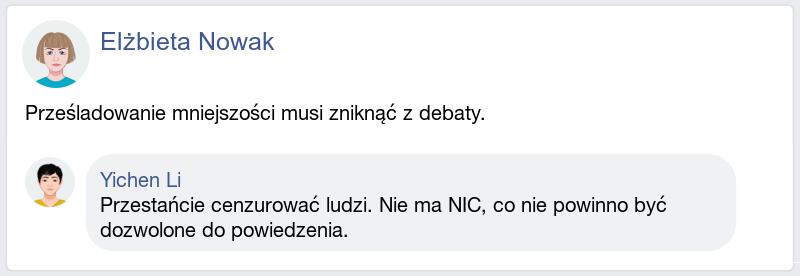 Elżbieta Nowak
Prześladowanie mniejszości musi zniknąć z debaty.
Yichen Li
Przestańcie cenzurować ludzi. Nie ma NIC, co nie powinno być
dozwolone do powiedzenia.